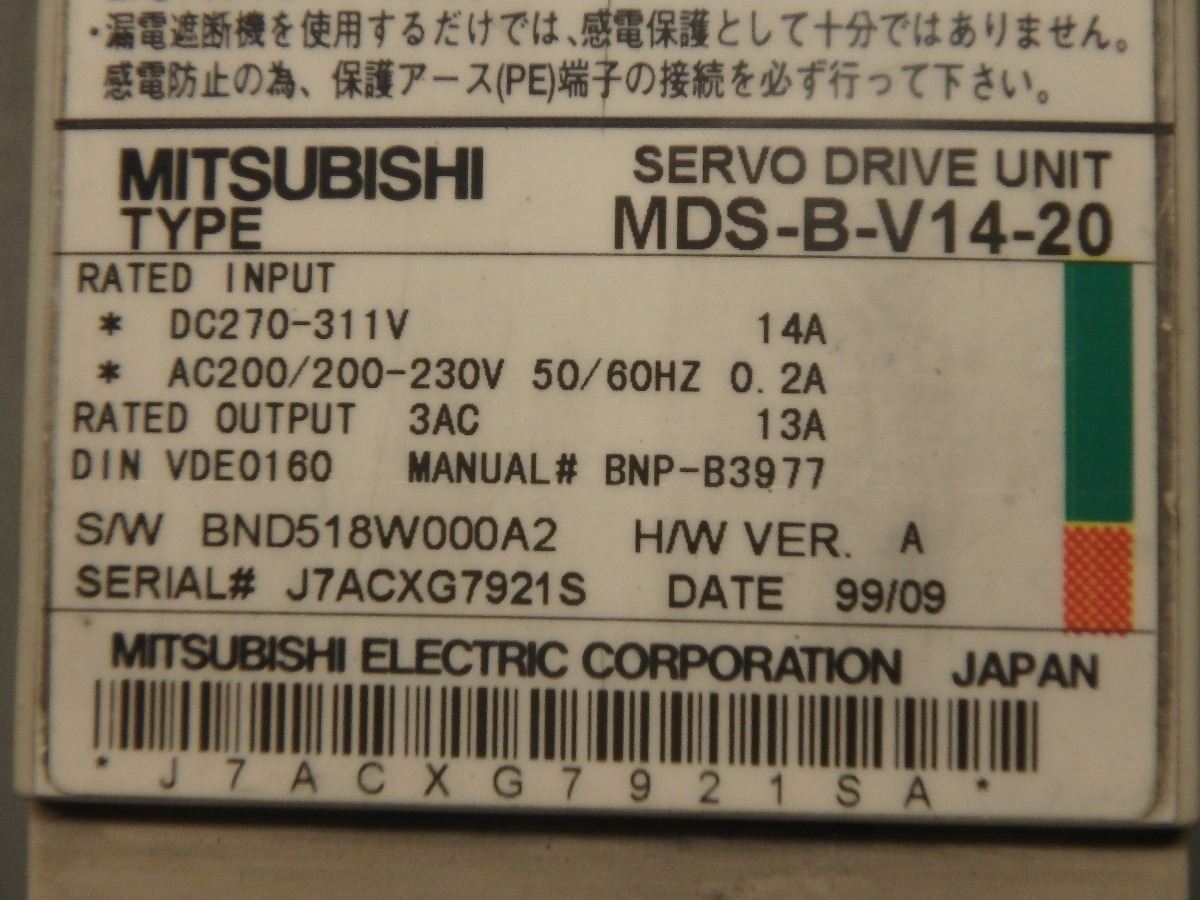 ・漏電遮断機を使用するだけでは、感電保護として十分ではありません。
感電防止の為、保護アース(PE)端子の接続を必ず行って下さい。
MITSUBISHI SERVO DRIVE UNIT
TYPE MDS-B-V14-20
RATED INPUT
* DC270-311V 14A
* AC200/200-230V 50/60HZ 0.2A
RATED OUTPUT 3AC 13A
DIN VDE0160 MANUAL# BNP-B3977
S/W BND518W000A2 H/W VER. A
SERIAL# J7ACXG7921S DATE 99/09
MITSUBISHI ELECTRIC CORPORATION JAPAN
* J 7 A C X G 7 9 2 1 S A *